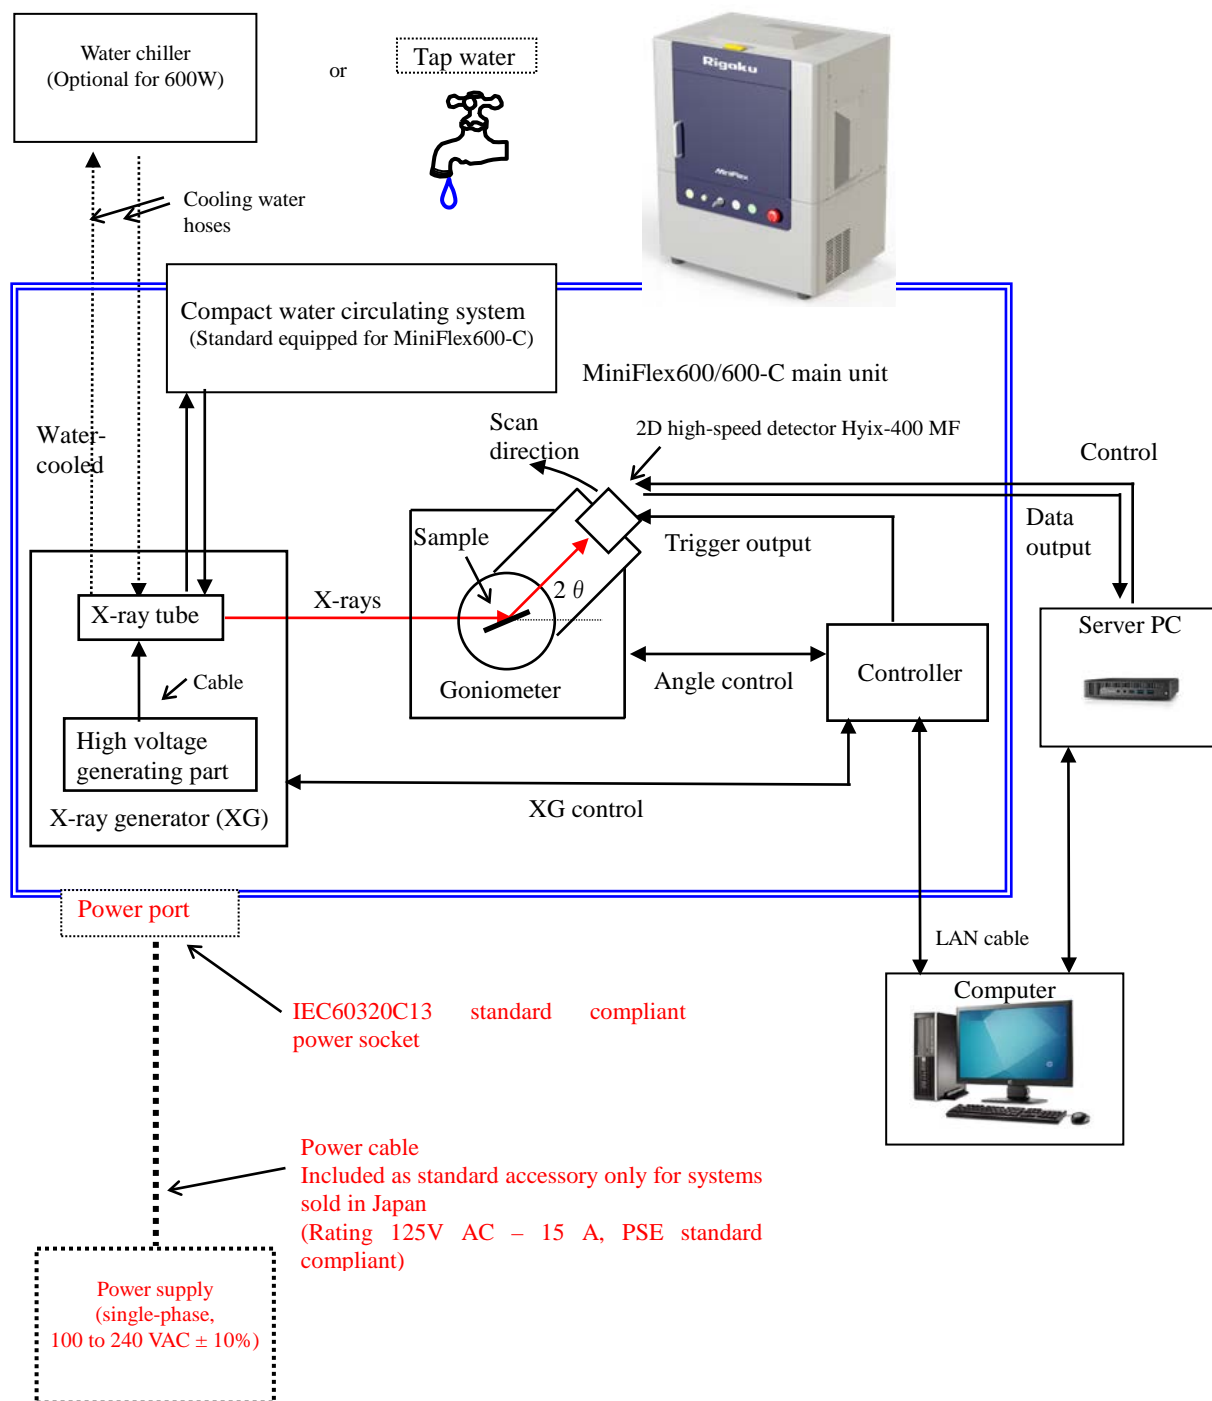 Water chiller
(Optional for 600W)
or
Tap water
Rigaku
MiniFlex
Cooling water
hoses
Compact water circulating system
(Standard equipped for MiniFlex600-C)
MiniFlex600/600-C main unit
Water-
cooled
Scan
direction
2D high-speed detector Hyix-400 MF
Control
Data
output
Sample
Trigger output
2 θ
X-rays
X-ray tube
Server PC
Goniometer
Angle control
Controller
Cable
High voltage
generating part
X-ray generator (XG)
XG control
Power port
LAN cable
Computer
IEC60320C13 standard compliant
power socket
Power cable
Included as standard accessory only for systems
sold in Japan
(Rating 125V AC – 15 A, PSE standard
compliant)
Power supply
(single-phase,
100 to 240 VAC ± 10%)